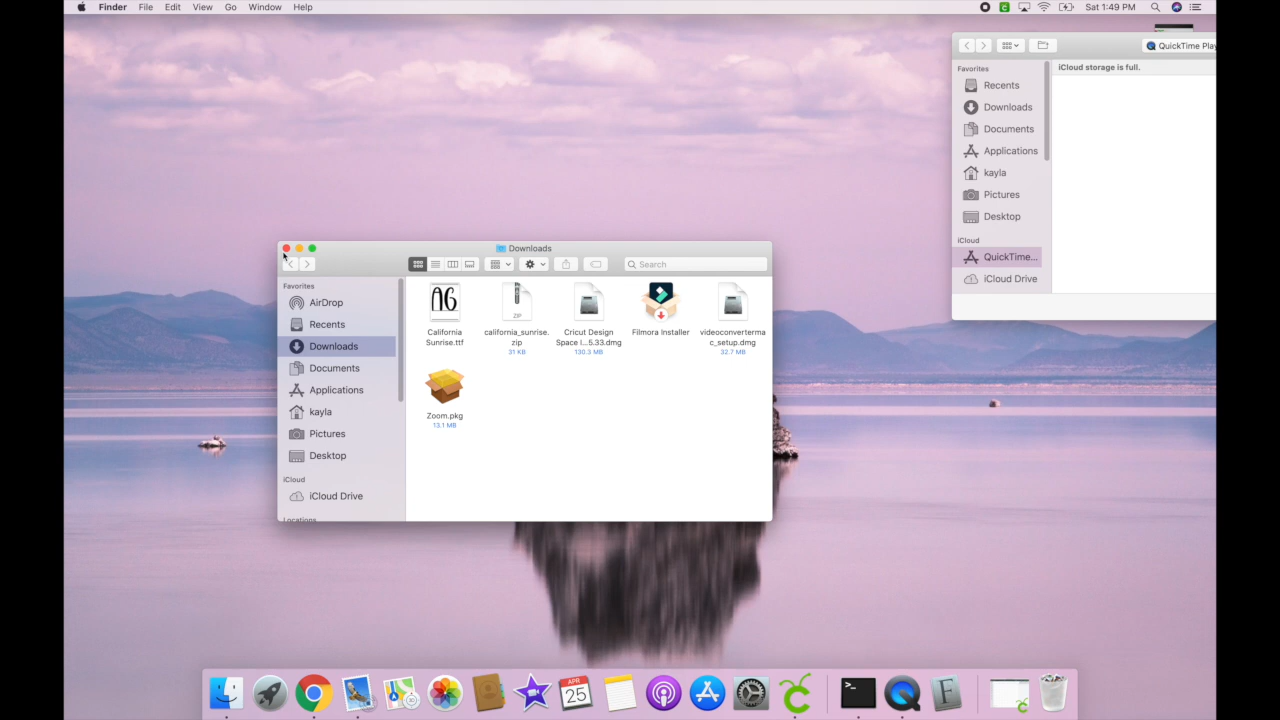 Finder File Edit View Go Window Help
Sat 1:49 PM
QuickTime Play
Favorites
iCloud storage is full.
Recents
Downloads
Documents
Applications
kayla
Pictures
Desktop
iCloud
QuickTime...
iCloud Drive
Downloads
Search
Favorites
AirDrop
Recents
Downloads
Documents
Applications
kayla
Pictures
Desktop
iCloud
iCloud Drive
Locations
AG
California
Sunrise.ttf
ZIP
california_sunrise.
zip
31 KB
Cricut Design
Space I...5.33.dmg
130.3 MB
Filmora Installer
videoconverterma
c_setup.dmg
32.7 MB
Zoom.pkg
13.1 MB
APR
25